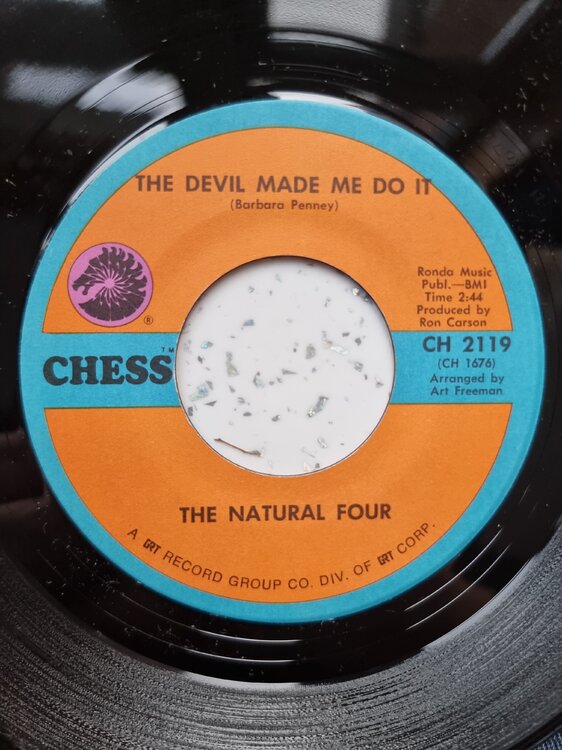 THE DEVIL MADE ME DO IT
(Barbara Penney)
Ronda Music
Publ.—BMI
Time 2:44
Produced by
Ron Carson
®
CHESS™
CH 2119
(CH 1676)
Arranged by
Art Freeman
THE NATURAL FOUR
A GRT RECORD GROUP CO. DIV. OF GRT CORP.